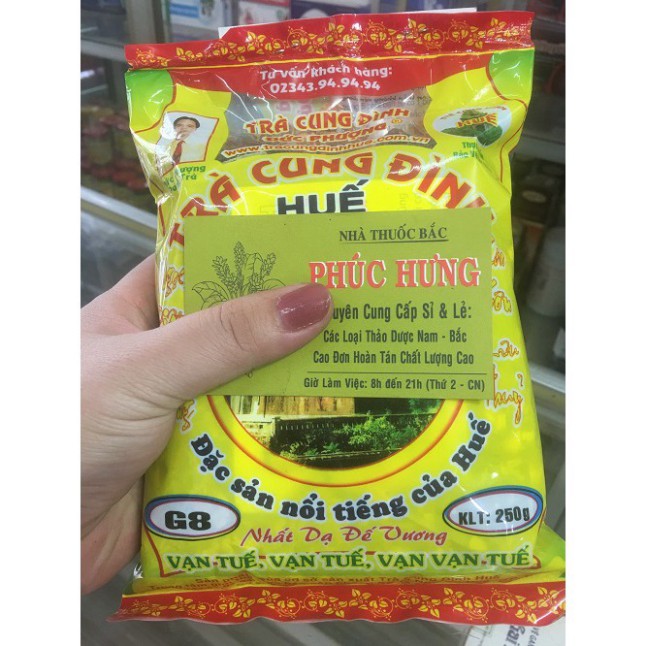 Tư vấn khách hàng:
02343.94.94.94
TRÀ CUNG ĐÌNH
ĐỨC PHƯỢNG
www.tracungdinhhue.com.vn
HUẾ
TRÀ CUNG ĐÌNH
HUẾ
NHÀ THUỐC BẮC
PHÚC HƯNG
Cung Cấp Sỉ & Lẻ:
Các Loại Thảo Dược Nam - Bắc
Cao Đơn Hoàn Tán Chất Lượng Cao
Giờ Làm Việc: 8h đến 21h (Thứ 2 - CN)
Đặc sản nổi tiếng của Huế
G8
KLT: 250g
Nhất Dạ Đế Vương
VẠN TUẾ, VẠN TUẾ, VẠN VẠN TUẾ